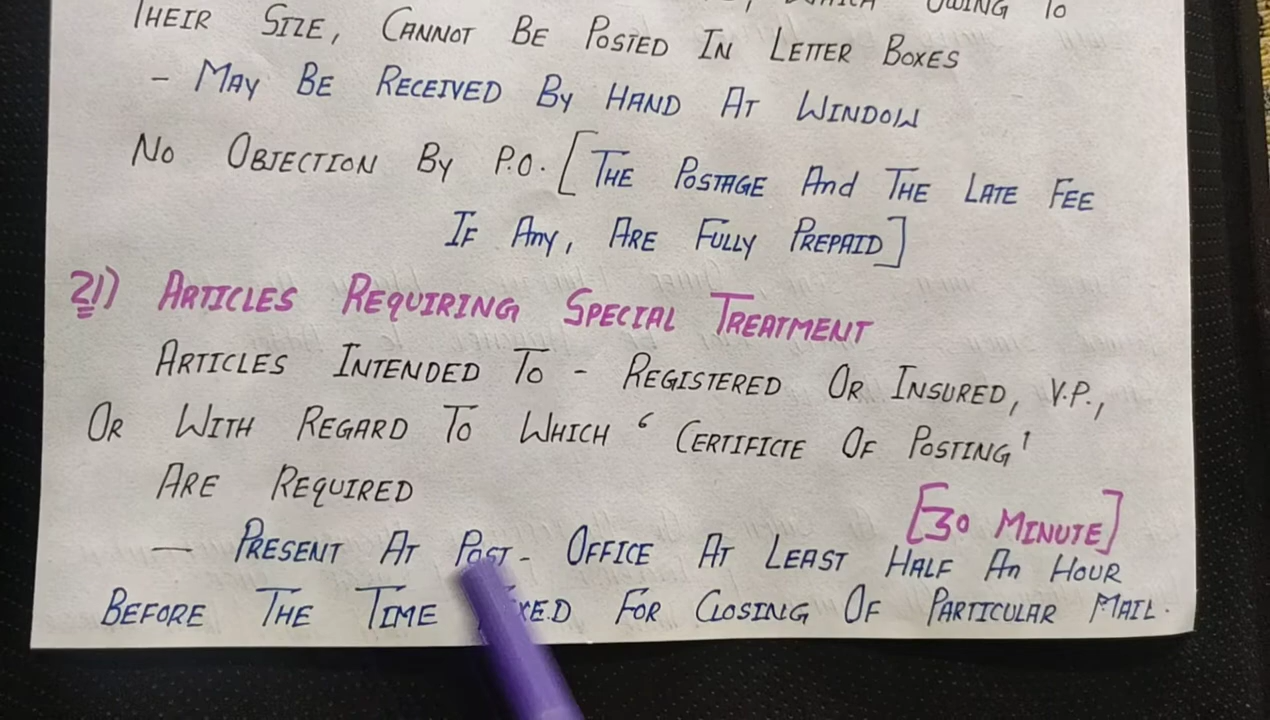 OWING TO
THEIR SIZE, CANNOT BE POSTED IN LETTER BOXES
- MAY BE RECEIVED BY HAND AT WINDOW
NO OBJECTION BY P.O. [THE POSTAGE And THE LATE FEE
IF Any, ARE FULLY PREPAID]
21) ARTICLES REQUIRING SPECIAL TREATMENT
ARTICLES INTENDED TO - REGISTERED OR INSURED, V.P.,
OR WITH REGARD TO WHICH ' CERTIFICTE OF POSTING'
ARE REQUIRED
[30 MINUTE]
— PRESENT AT POST- OFFICE AT LEAST HALF An HOUR
BEFORE THE TIME FOR CLOSING OF PARTICULAR MAIL.